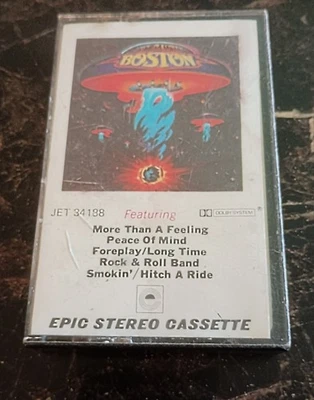 BOSTON
JET 34188 Featuring DOLBY SYSTEM
More Than A Feeling
Peace Of Mind
Foreplay/Long Time
Rock & Roll Band
Smokin'/Hitch A Ride
EPIC STEREO CASSETTE